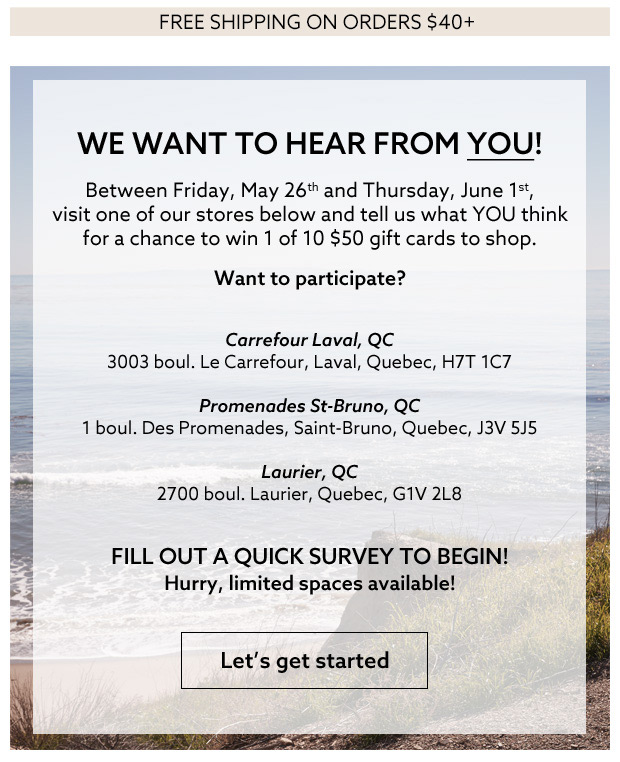 FREE SHIPPING ON ORDERS $40+
WE WANT TO HEAR FROM YOU!
Between Friday, May 26th and Thursday, June 1st,
visit one of our stores below and tell us what YOU think
for a chance to win 1 of 10 $50 gift cards to shop.
Want to participate?
Carrefour Laval, QC
3003 boul. Le Carrefour, Laval, Quebec, H7T 1C7
Promenades St-Bruno, QC
1 boul. Des Promenades, Saint-Bruno, Quebec, J3V 5J5
Laurier, QC
2700 boul. Laurier, Quebec, G1V 2L8
FILL OUT A QUICK SURVEY TO BEGIN!
Hurry, limited spaces available!
Let's get started